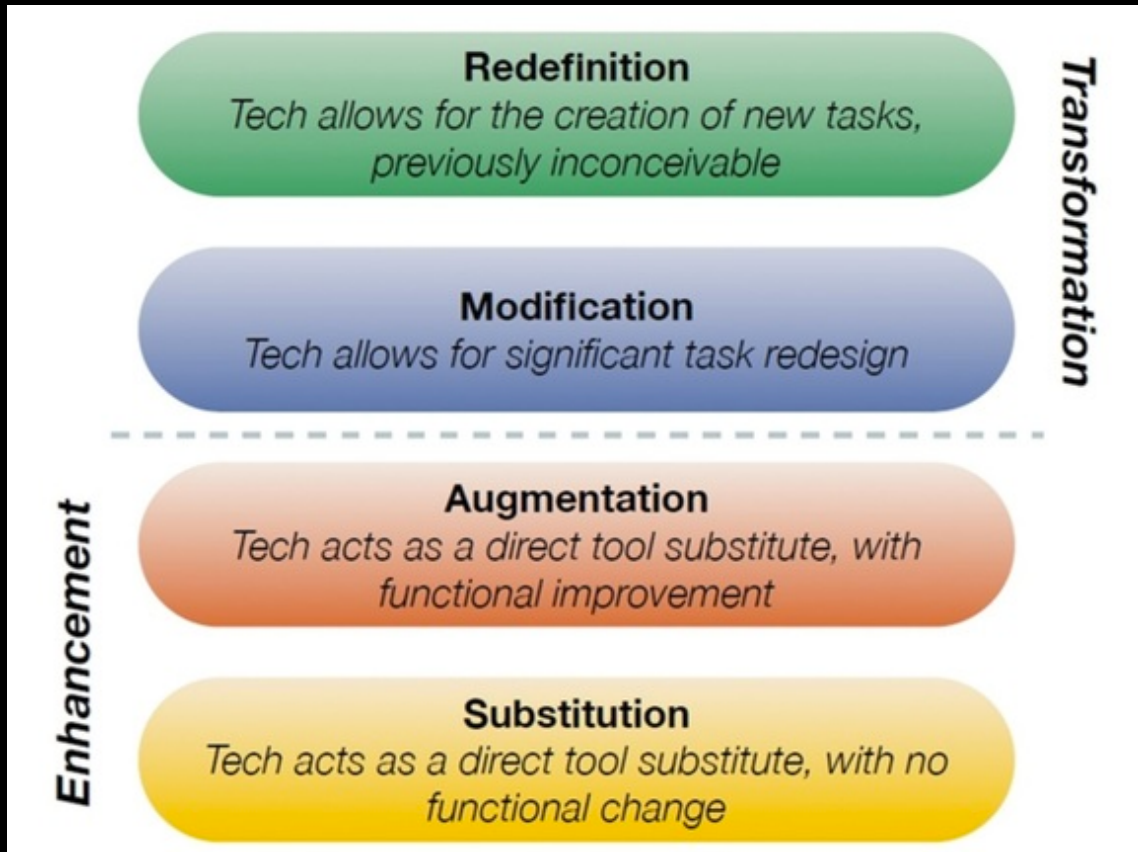 Redefinition
Tech allows for the creation of new tasks,
previously inconceivable
Transformation
Modification
Tech allows for significant task redesign
Augmentation
Tech acts as a direct tool substitute, with
functional improvement
Enhancement
Substitution
Tech acts as a direct tool substitute, with no
functional change